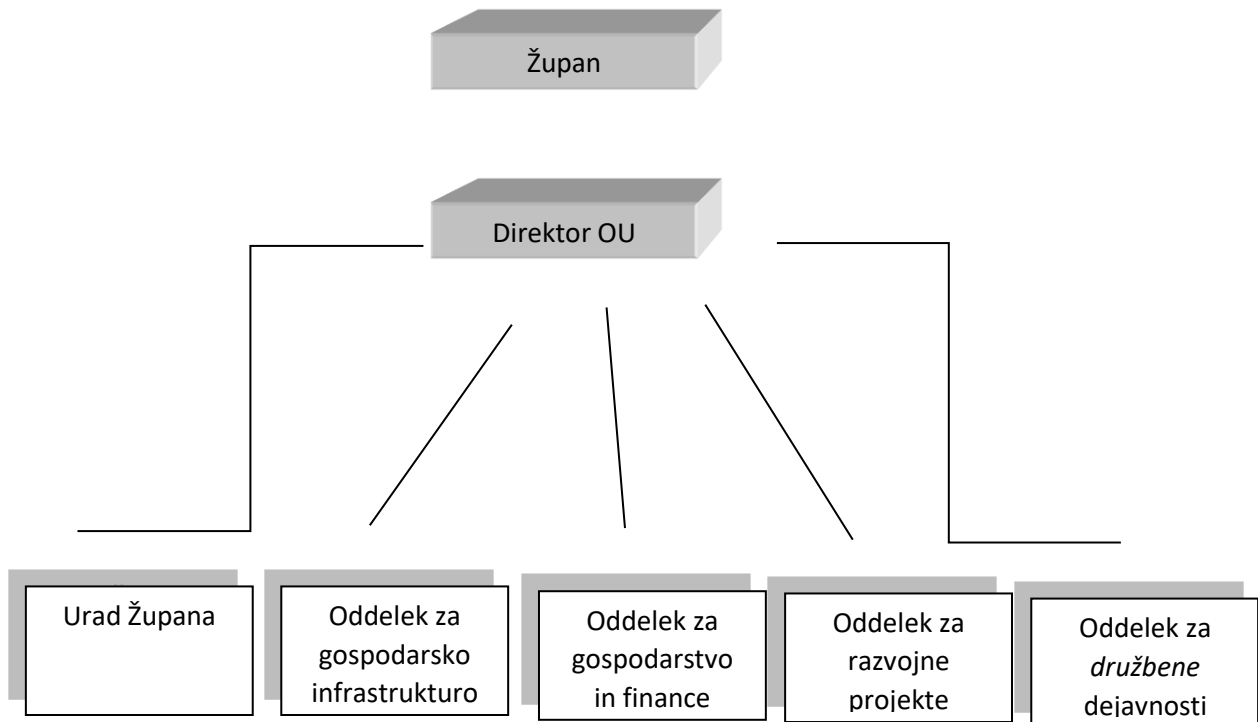 Župan
Direktor OU
Urad Župana
Oddelek za
gospodarsko
infrastrukturo
Oddelek za
gospodarstvo
in finance
Oddelek za
razvojne
projekte
Oddelek za
družbene
dejavnosti